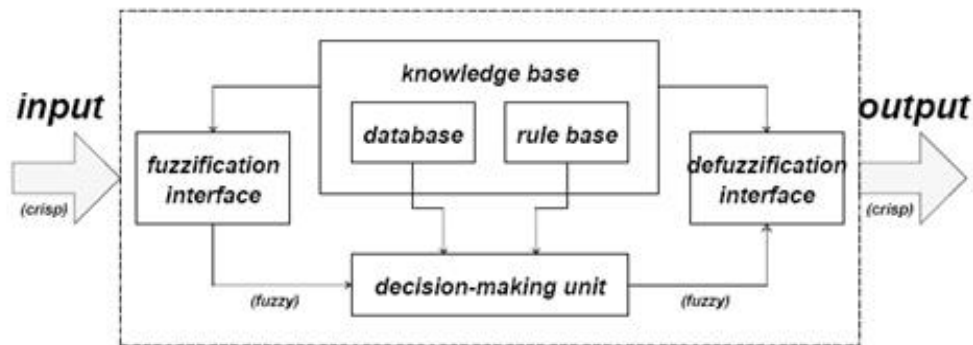 knowledge base
input
output
database
rule base
fuzzification
interface
defuzzification
interface
(crisp)
(crisp)
decision-making unit
(fuzzy)
(fuzzy)